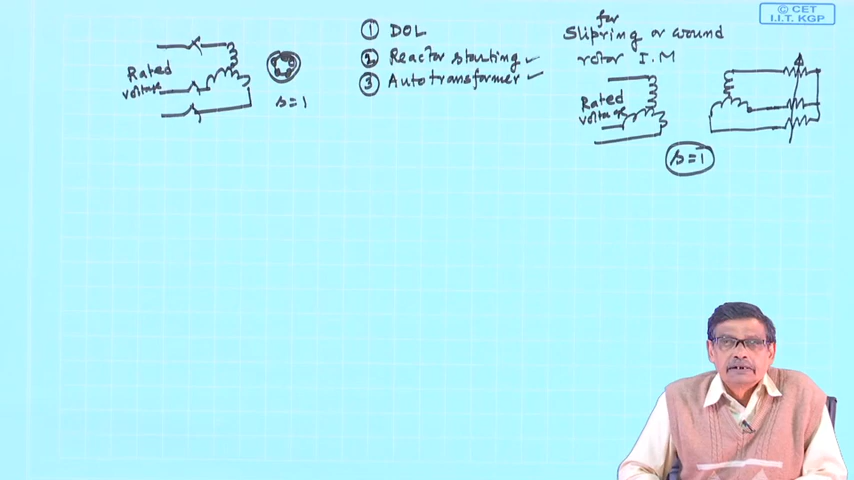 © CET
I.I.T. KGP
Rated
voltage
s=1
① DOL
② Reactor starting ✓
③ Autotransformer ✓
for
Slipring or wound
rotor I.M
Rated
voltage
s=1